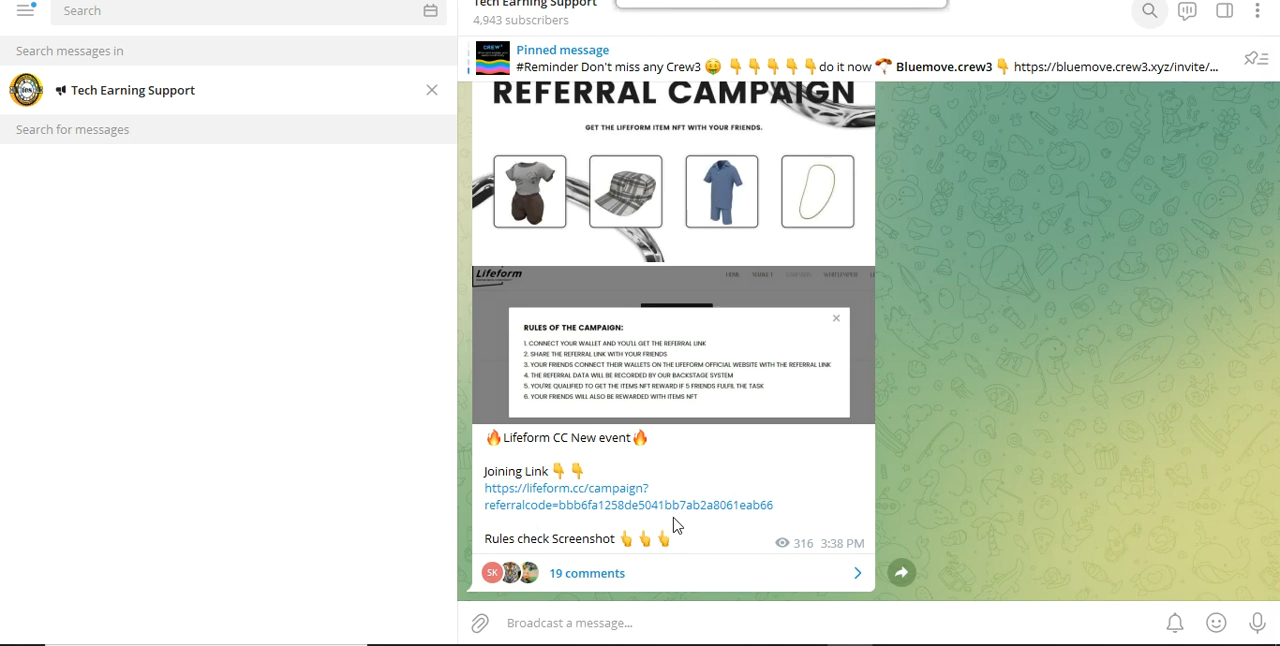 Search
Search messages in
Tech Earning Support
Search for messages
Tech Earning Support
4,943 subscribers
CREW³
Pinned message
#Reminder Don't miss any Crew3 🤑 👇👇👇👇👇do it now Bluemove.crew3 👇 https://bluemove.crew3.xyz/invite/...
REFERRAL CAMPAIGN
GET THE LIFEFORM ITEM NFT WITH YOUR FRIENDS.
Lifeform
HOME MARKET CAMPAIGN WHITEPAPER
RULES OF THE CAMPAIGN:
1. CONNECT YOUR WALLET AND YOU'LL GET THE REFERRAL LINK
2. SHARE THE REFERRAL LINK WITH YOUR FRIENDS
3. YOUR FRIENDS CONNECT THEIR WALLETS ON THE LIFEFORM OFFICIAL WEBSITE WITH THE REFERRAL LINK
4. THE REFERRAL DATA WILL BE RECORDED BY OUR BACKSTAGE SYSTEM
5. YOU'RE QUALIFIED TO GET THE ITEMS NFT REWARD IF 5 FRIENDS FULFIL THE TASK
6. YOUR FRIENDS WILL ALSO BE REWARDED WITH ITEMS NFT
🔥Lifeform CC New event🔥
Joining Link 👇👇
https://lifeform.cc/campaign?
referralcode=bbb6fa1258de5041bb7ab2a8061eab66
Rules check Screenshot 👆👆👆
316 3:38 PM
SK
19 comments
Broadcast a message...